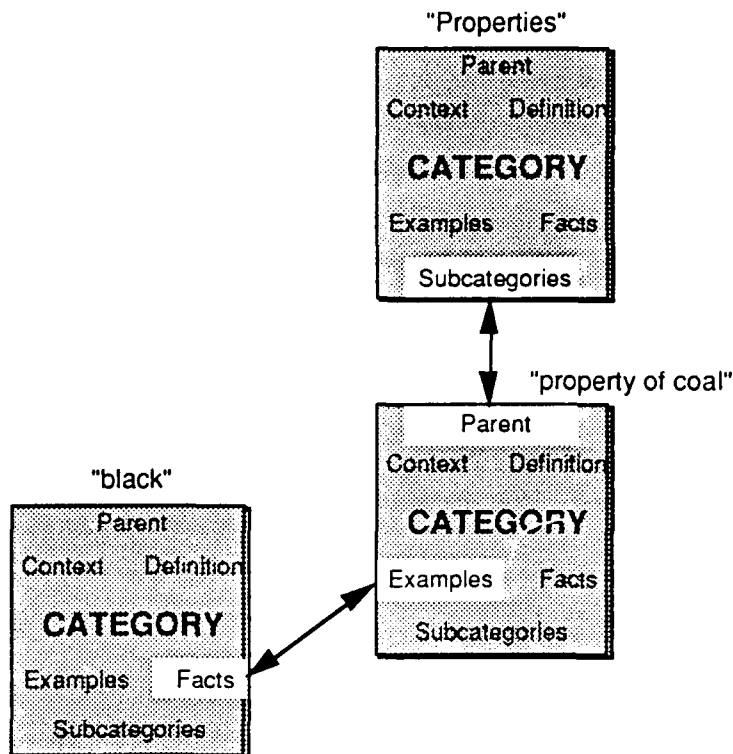 "Properties"
Parent
Context Definition
CATEGORY
Examples Facts
Subcategories
"property of coal"
Parent
Context Definition
CATEGORY
Examples Facts
Subcategories
"black"
Parent
Context Definition
CATEGORY
Examples Facts
Subcategories